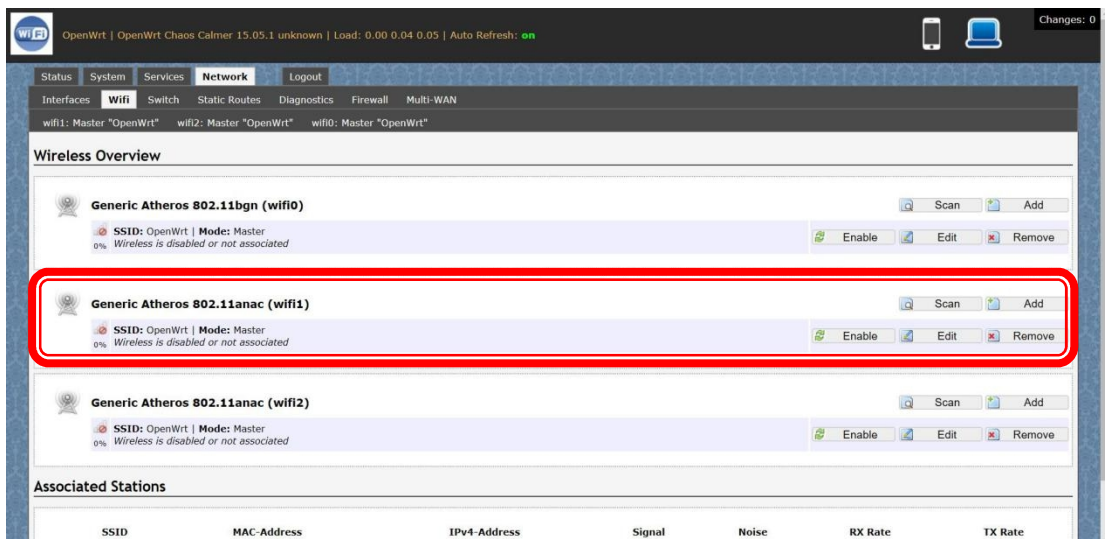 Changes: 0
WiFi OpenWrt | OpenWrt Chaos Calmer 15.05.1 unknown | Load: 0.00 0.04 0.05 | Auto Refresh: on
Status System Services Network Logout
Interfaces Wifi Switch Static Routes Diagnostics Firewall Multi-WAN
wifi1: Master "OpenWrt" wifi2: Master "OpenWrt" wifi0: Master "OpenWrt"
Wireless Overview
Generic Atheros 802.11bgn (wifi0) Scan Add
SSID: OpenWrt | Mode: Master
0% Wireless is disabled or not associated Enable Edit Remove
Generic Atheros 802.11anac (wifi1) Scan Add
SSID: OpenWrt | Mode: Master
0% Wireless is disabled or not associated Enable Edit Remove
Generic Atheros 802.11anac (wifi2) Scan Add
SSID: OpenWrt | Mode: Master
0% Wireless is disabled or not associated Enable Edit Remove
Associated Stations
SSID MAC-Address IPv4-Address Signal Noise RX Rate TX Rate